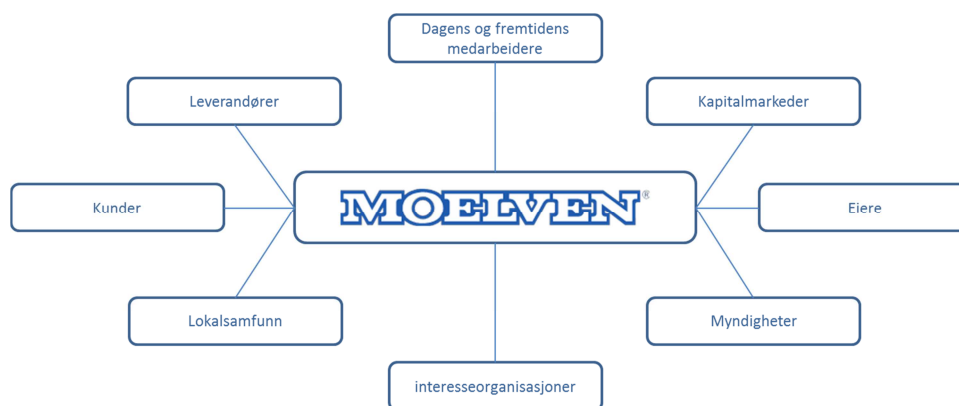 Dagens og fremtidens
medarbeidere
Leverandører
Kapitalmarkeder
Kunder
MOELVEN®
Eiere
Lokalsamfunn
Myndigheter
interesseorganisasjoner